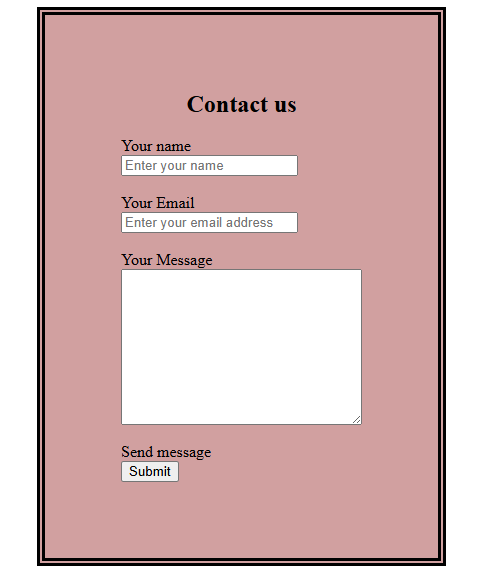 Contact us
Your name
Enter your name
Your Email
Enter your email address
Your Message
Send message
Submit